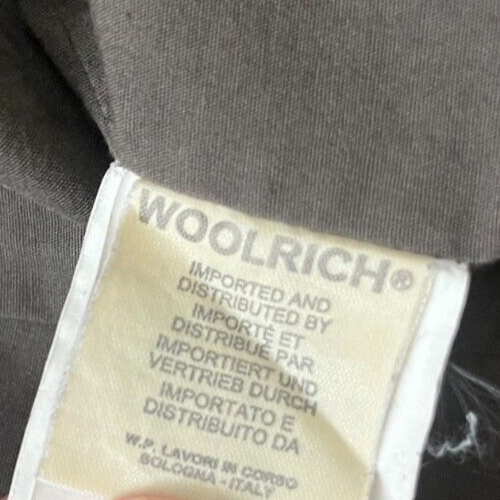 WOOLRICH®
IMPORTED AND
DISTRIBUTED BY
IMPORTÉ ET
DISTRIBUÉ PAR
IMPORTIERT UND
VERTRIEB DURCH
IMPORTATO E
DISTRIBUITO DA
W.P. LAVORI IN CORSO
BOLOGNA - ITALY